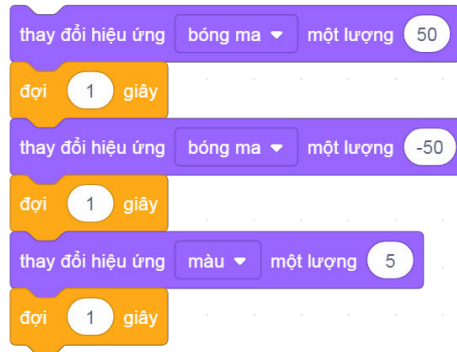 thay đổi hiệu ứng bóng ma một lượng 50
đợi 1 giây
thay đổi hiệu ứng bóng ma một lượng -50
đợi 1 giây
thay đổi hiệu ứng màu một lượng 5
đợi 1 giây